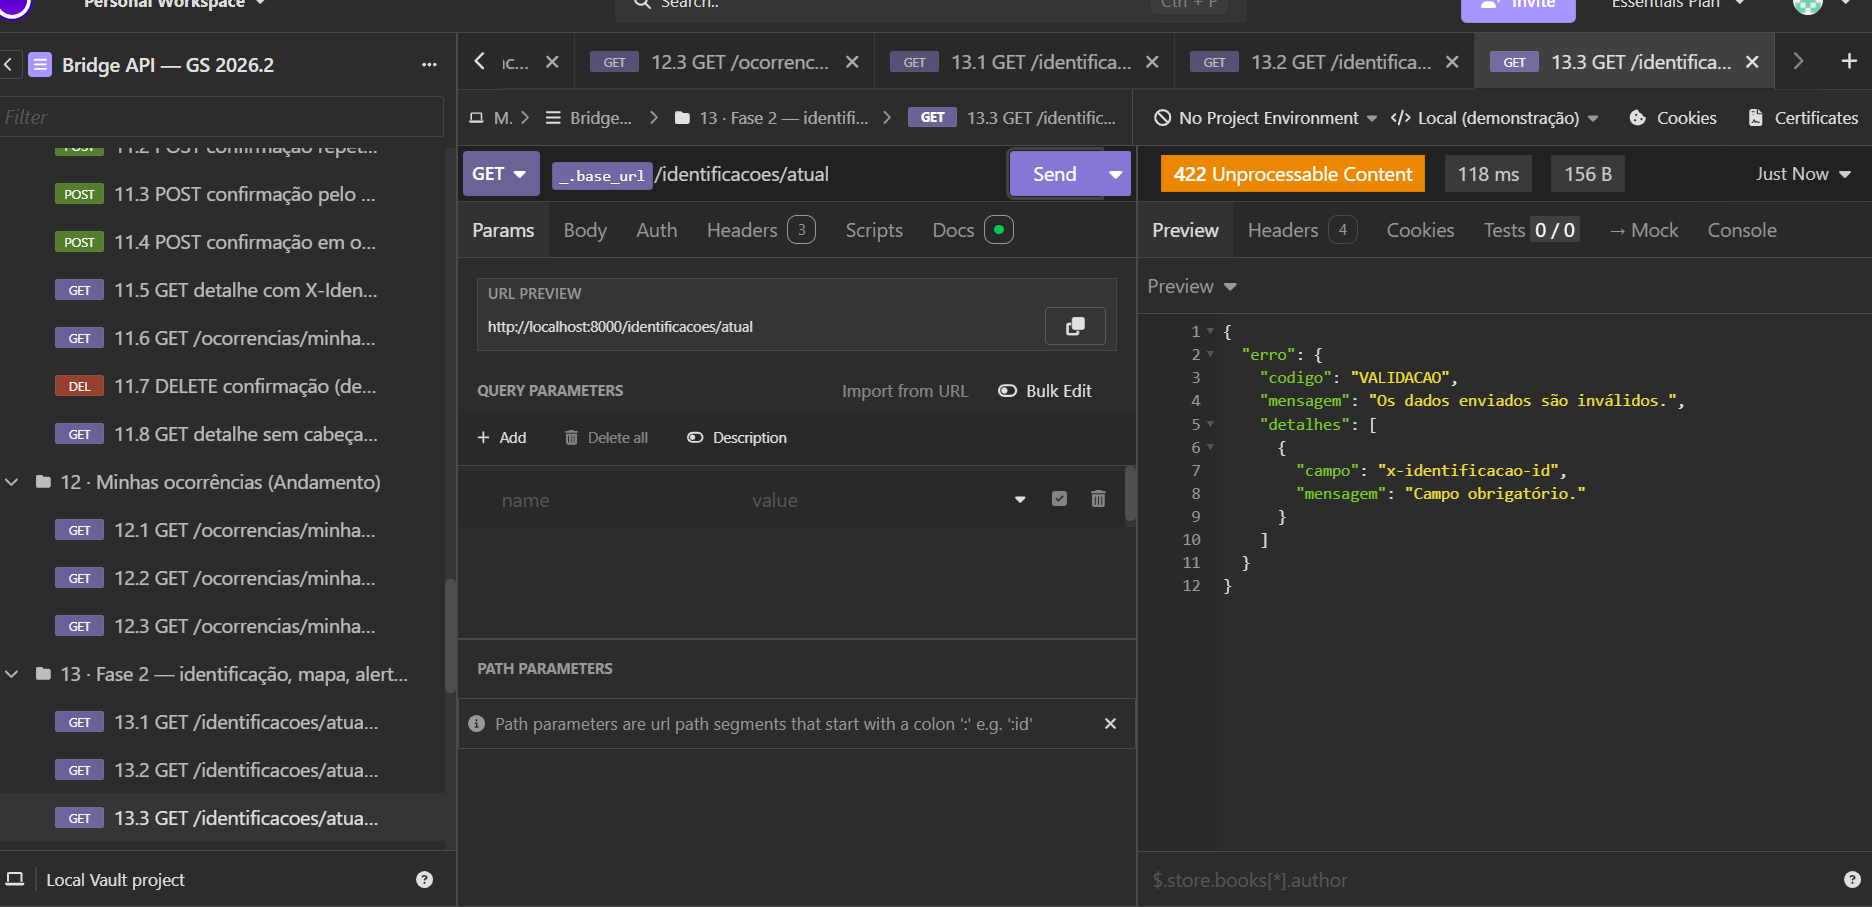 Personal Workspace
Search..
Ctrl + P
Invite
Essentials Plan
Bridge API — GS 2026.2
Filter
POST 11.2 POST confirmação repet...
POST 11.3 POST confirmação pelo ...
POST 11.4 POST confirmação em o...
GET 11.5 GET detalhe com X-Iden...
GET 11.6 GET /ocorrencias/minha...
DEL 11.7 DELETE confirmação (de...
GET 11.8 GET detalhe sem cabeça...
12 · Minhas ocorrências (Andamento)
GET 12.1 GET /ocorrencias/minha...
GET 12.2 GET /ocorrencias/minha...
GET 12.3 GET /ocorrencias/minha...
13 · Fase 2 — identificação, mapa, alert...
GET 13.1 GET /identificacoes/atua...
GET 13.2 GET /identificacoes/atua...
GET 13.3 GET /identificacoes/atua...
Local Vault project
GET 12.3 GET /ocorrenc...
GET 13.1 GET /identifica...
GET 13.2 GET /identifica...
GET 13.3 GET /identifica...
M. > Bridge... > 13 · Fase 2 — identifi... > GET 13.3 GET /identific...
No Project Environment
</> Local (demonstração)
Cookies
Certificates
GET _.base_url /identificacoes/atual
Send
Params Body Auth Headers 3 Scripts Docs
URL PREVIEW
http://localhost:8000/identificacoes/atual
QUERY PARAMETERS Import from URL Bulk Edit
+ Add Delete all Description
name value
PATH PARAMETERS
Path parameters are url path segments that start with a colon ':' e.g. ':id'
422 Unprocessable Content 118 ms 156 B Just Now
Preview Headers 4 Cookies Tests 0 / 0 → Mock Console
Preview
1 {
2 "erro": {
3 "codigo": "VALIDACAO",
4 "mensagem": "Os dados enviados são inválidos.",
5 "detalhes": [
6 {
7 "campo": "x-identificacao-id",
8 "mensagem": "Campo obrigatório."
9 }
10 ]
11 }
12 }
$.store.books[*].author